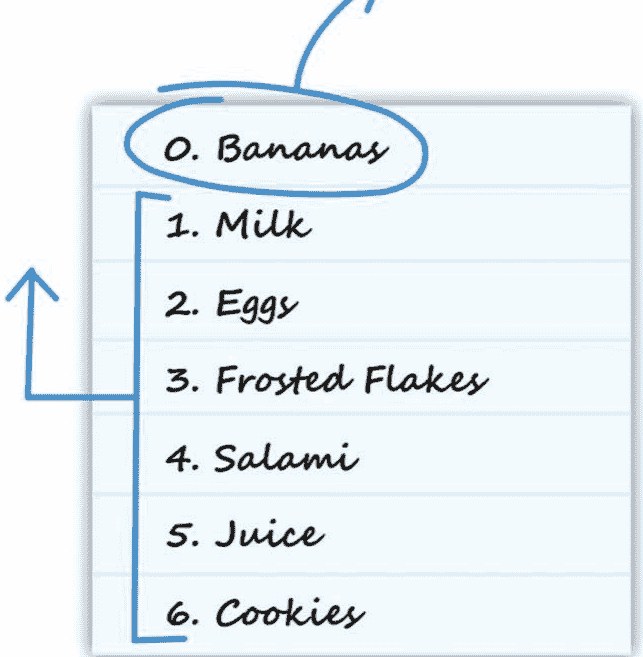 0. Bananas
1. Milk
2. Eggs
3. Frosted Flakes
4. Salami
5. Juice
6. Cookies